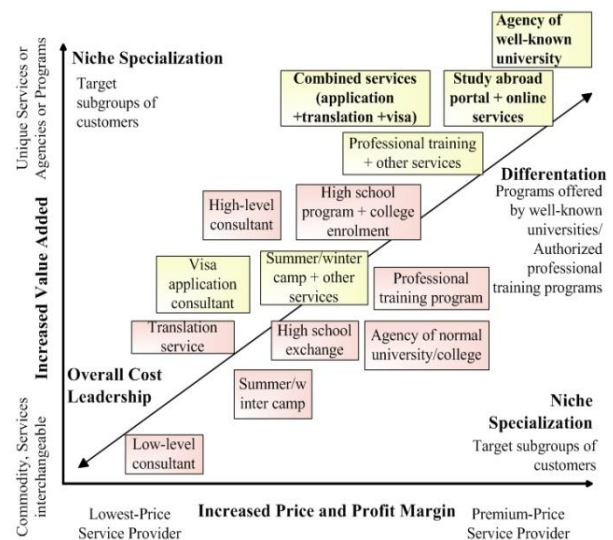 Agency of
well-known
university
Niche Specialization
Target
subgroups of
customers
Combined services
(application
+translation +visa)
Study abroad
portal + online
services
Unique Services or
Agencies or Programs
Professional training
+ other services
Differentation
Programs offered
by well-known
universities/
Authorized
professional
training programs
High-level
consultant
High school
program + college
enrolment
Visa
application
consultant
Summer/winter
camp + other
services
Professional
training program
Increased Value Added
Translation
service
High school
exchange
Agency of normal
university/college
Overall Cost
Leadership
Summer/w
inter camp
Niche
Specialization
Target subgroups of
customers
Low-level
consultant
Commodity, Services
interchangeable
Lowest-Price
Service Provider
Increased Price and Profit Margin
Premium-Price
Service Provider